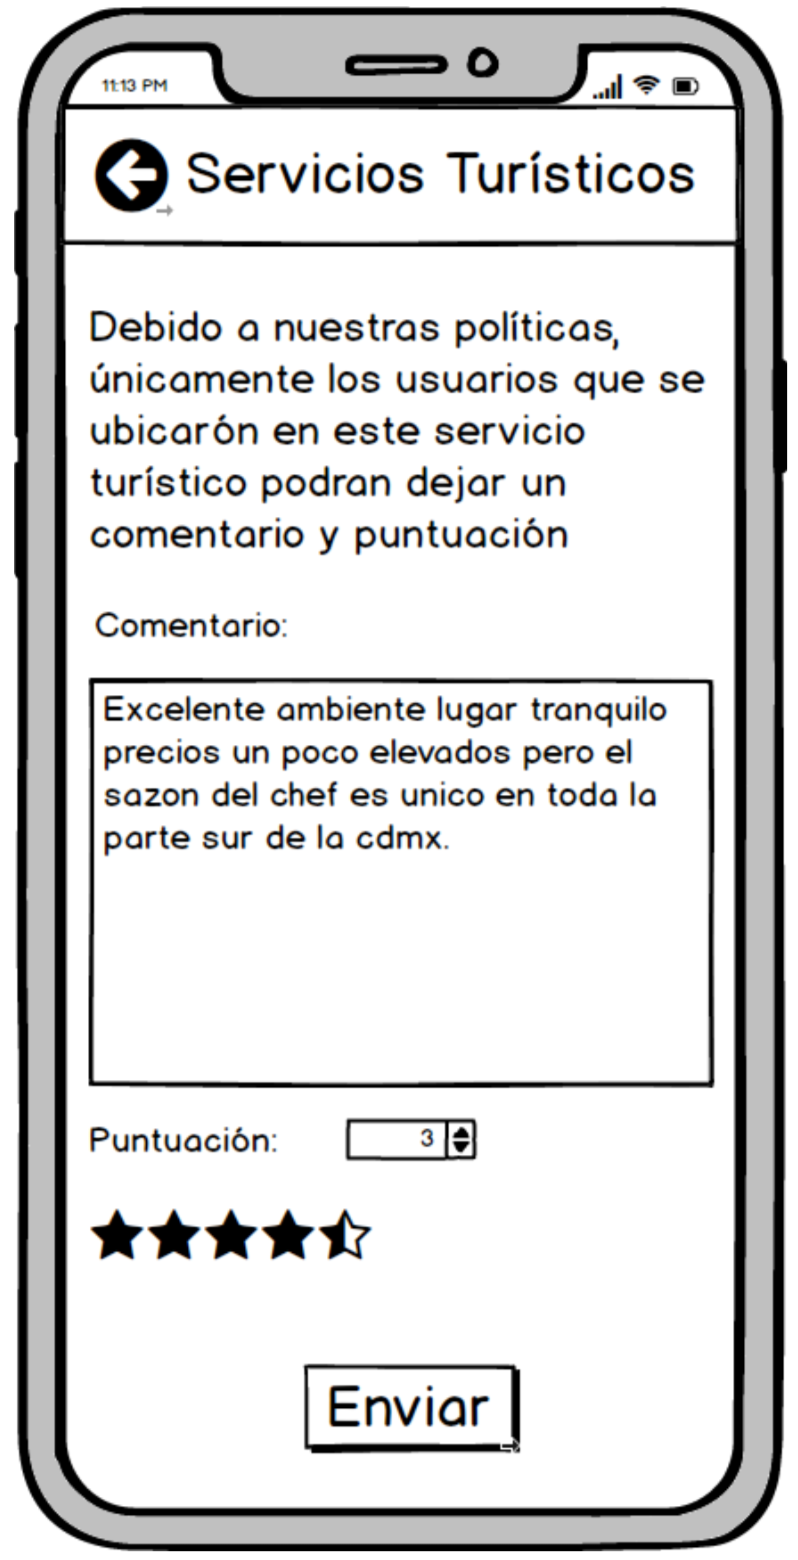 11:13 PM
Servicios Turísticos
Debido a nuestras políticas,
únicamente los usuarios que se
ubicarón en este servicio
turístico podran dejar un
comentario y puntuación
Comentario:
Excelente ambiente lugar tranquilo
precios un poco elevados pero el
sazon del chef es unico en toda la
parte sur de la cdmx.
Puntuación: 3
Enviar